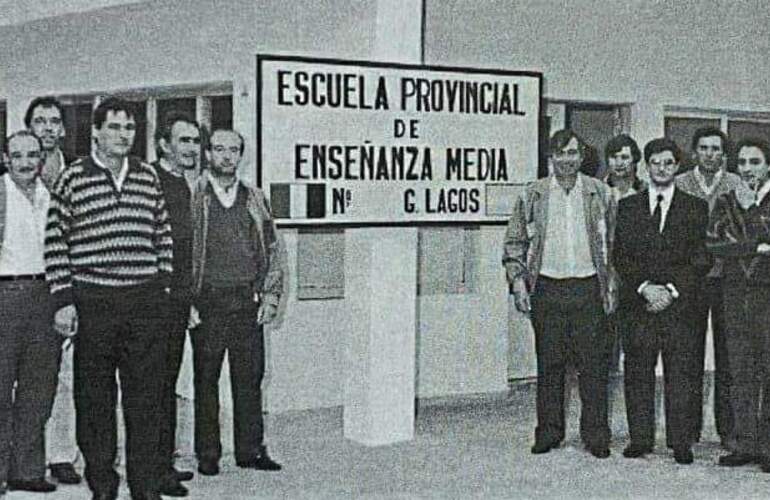 ESCUELA PROVINCIAL
DE
ENSEÑANZA MEDIA
Nº G. LAGOS